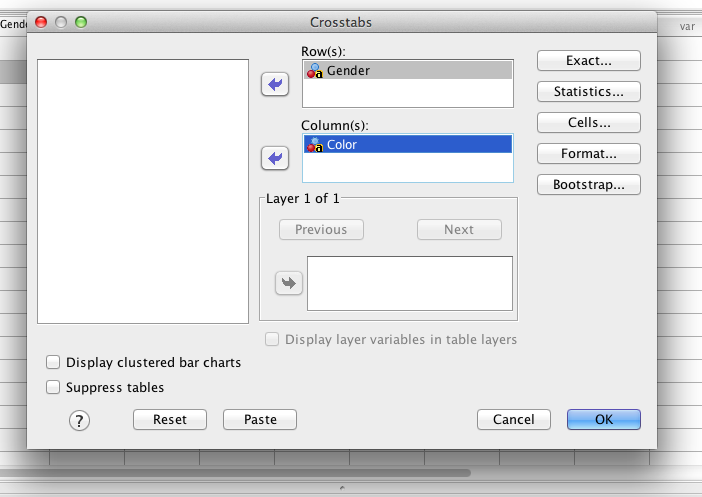 Crosstabs
Gende
var
Row(s):
Gender
Exact...
Statistics...
Column(s):
Cells...
Color
Format...
Bootstrap...
Layer 1 of 1
Previous
Next
Display layer variables in table layers
Display clustered bar charts
Suppress tables
?
Reset
Paste
Cancel
OK